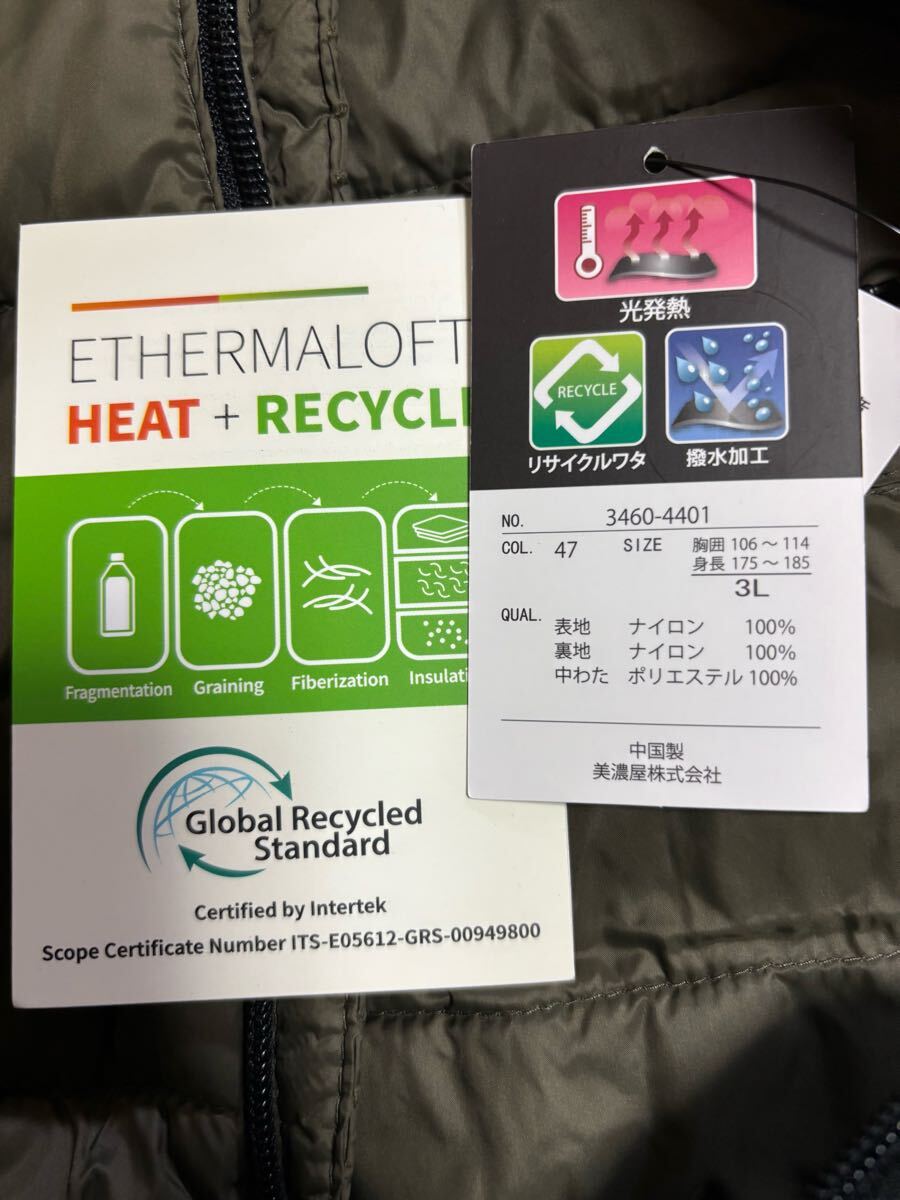 ETHERMALOFT
HEAT + RECYCL
Fragmentation
Graining
Fiberization
Insulati
Global Recycled
Standard
Certified by Intertek
Scope Certificate Number ITS-E05612-GRS-00949800
光発熱
RECYCLE
リサイクルワタ
撥水加工
NO. 3460-4401
COL. 47 SIZE 胸囲 106～114
身長 175～185
3L
QUAL.
表地 ナイロン 100%
裏地 ナイロン 100%
中わた ポリエステル 100%
中国製
美濃屋株式会社